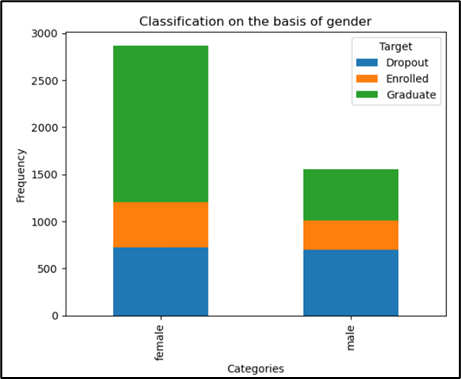 Classification on the basis of gender
3000
2500
2000
1500
1000
500
0
Frequency
Target
Dropout
Enrolled
Graduate
female
male
Categories